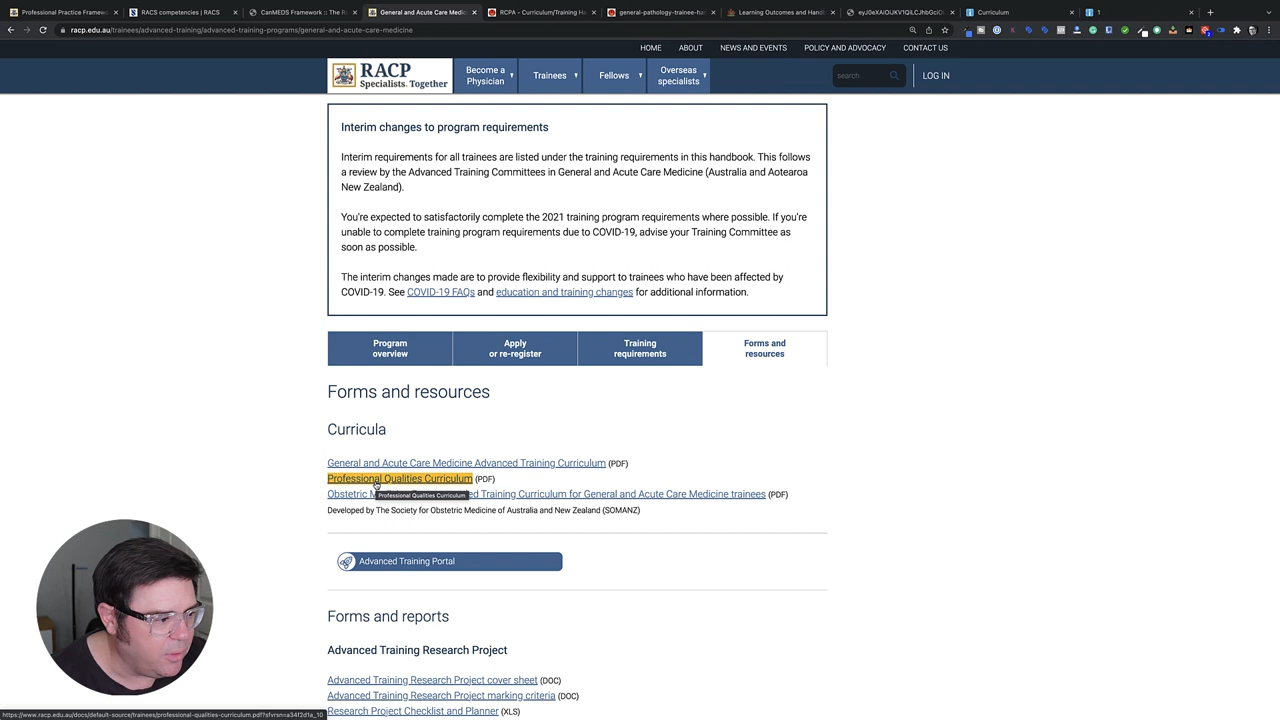 Professional Practice Framew
RACS competencies | RACS
CanMEDS Framework :: The R
General and Acute Care Medic
RCPA - Curriculum/Training H
general-pathology-trainee-ha
Learning Outcomes and Hand
eyJ0eXAiOiJKV1QiLCJhbGciOi
Curriculum
1
racp.edu.au/trainees/advanced-training/advanced-training-programs/general-and-acute-care-medicine
HOME ABOUT NEWS AND EVENTS POLICY AND ADVOCACY CONTACT US
RACP
Specialists. Together
Become a
Physician
Trainees
Fellows
Overseas
specialists
search
LOG IN
Interim changes to program requirements
Interim requirements for all trainees are listed under the training requirements in this handbook. This follows
a review by the Advanced Training Committees in General and Acute Care Medicine (Australia and Aotearoa
New Zealand).
You're expected to satisfactorily complete the 2021 training program requirements where possible. If you're
unable to complete training program requirements due to COVID-19, advise your Training Committee as
soon as possible.
The interim changes made are to provide flexibility and support to trainees who have been affected by
COVID-19. See COVID-19 FAQs and education and training changes for additional information.
Program
overview
Apply
or re-register
Training
requirements
Forms and
resources
Forms and resources
Curricula
General and Acute Care Medicine Advanced Training Curriculum (PDF)
Professional Qualities Curriculum (PDF)
Professional Qualities Curriculum
Obstetric ed Training Curriculum for General and Acute Care Medicine trainees (PDF)
Developed by The Society for Obstetric Medicine of Australia and New Zealand (SOMANZ)
Advanced Training Portal
Forms and reports
Advanced Training Research Project
Advanced Training Research Project cover sheet (DOC)
Advanced Training Research Project marking criteria (DOC)
Research Project Checklist and Planner (XLS)
https://www.racp.edu.au/docs/default-source/trainees/professional-qualities-curriculum.pdf?sfvrsn=a34f2d1a_10